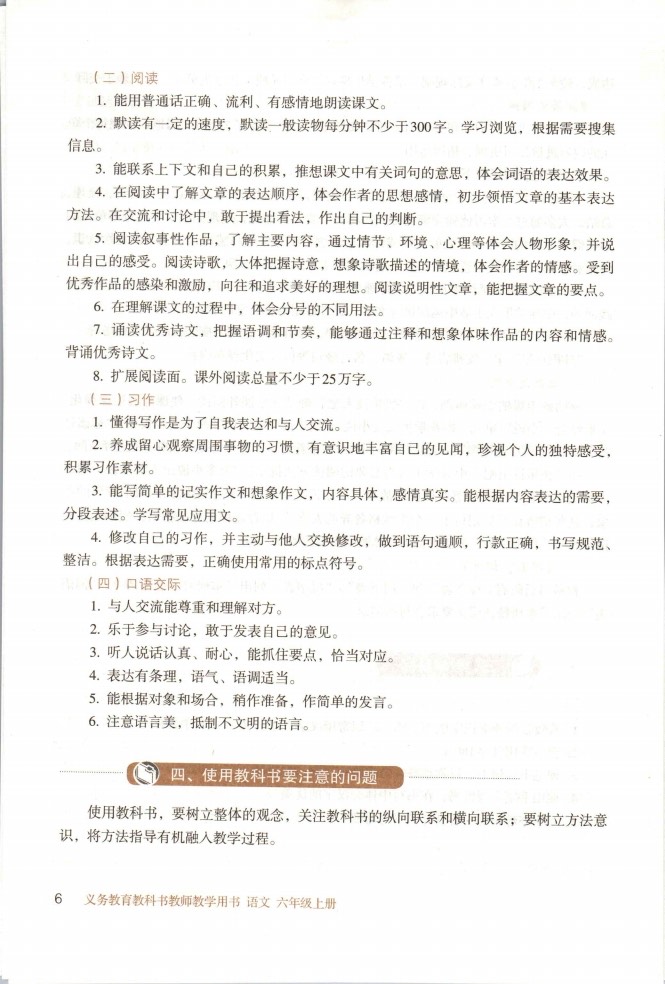 （二）阅读
1. 能用普通话正确、流利、有感情地朗读课文。
2. 默读有一定的速度，默读一般读物每分钟不少于300字。学习浏览，根据需要搜集
信息。
3. 能联系上下文和自己的积累，推想课文中有关词句的意思，体会词语的表达效果。
4. 在阅读中了解文章的表达顺序，体会作者的思想感情，初步领悟文章的基本表达
方法。在交流和讨论中，敢于提出看法，作出自己的判断。
5. 阅读叙事性作品，了解主要内容，通过情节、环境、心理等体会人物形象，并说
出自己的感受。阅读诗歌，大体把握诗意，想象诗歌描述的情境，体会作者的情感。受到
优秀作品的感染和激励，向往和追求美好的理想。阅读说明性文章，能把握文章的要点。
6. 在理解课文的过程中，体会分号的不同用法。
7. 诵读优秀诗文，把握语调和节奏，能够通过注释和想象体味作品的内容和情感。
背诵优秀诗文。
8. 扩展阅读面。课外阅读总量不少于25万字。
（三）习作
1. 懂得写作是为了自我表达和与人交流。
2. 养成留心观察周围事物的习惯，有意识地丰富自己的见闻，珍视个人的独特感受，
积累习作素材。
3. 能写简单的记实作文和想象作文，内容具体，感情真实。能根据内容表达的需要，
分段表述。学写常见应用文。
4. 修改自己的习作，并主动与他人交换修改，做到语句通顺，行款正确，书写规范、
整洁。根据表达需要，正确使用常用的标点符号。
（四）口语交际
1. 与人交流能尊重和理解对方。
2. 乐于参与讨论，敢于发表自己的意见。
3. 听人说话认真、耐心，能抓住要点，恰当对应。
4. 表达有条理，语气、语调适当。
5. 能根据对象和场合，稍作准备，作简单的发言。
6. 注意语言美，抵制不文明的语言。
四、使用教科书要注意的问题
使用教科书，要树立整体的观念，关注教科书的纵向联系和横向联系；要树立方法意
识，将方法指导有机融入教学过程。
6 义务教育教科书教师教学用书 语文 六年级上册